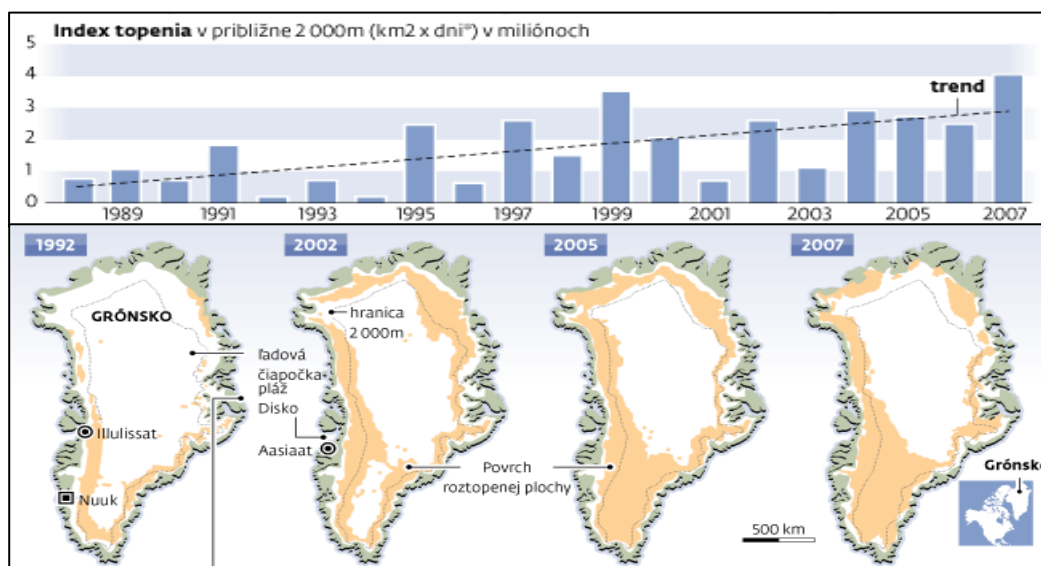 Index topenia v približne 2 000m (km2 x dni*) v miliónoch
5
4
3
2
1
0
trend
1989
1991
1993
1995
1997
1999
2001
2003
2005
2007
1992
2002
2005
2007
GRÓNSKO
hranica
2 000m
ľadová
čiapočka-
pláž
Disko
Illulissat
Aasiaat
Nuuk
Povrch
roztopenej plochy
500 km
Grónsko